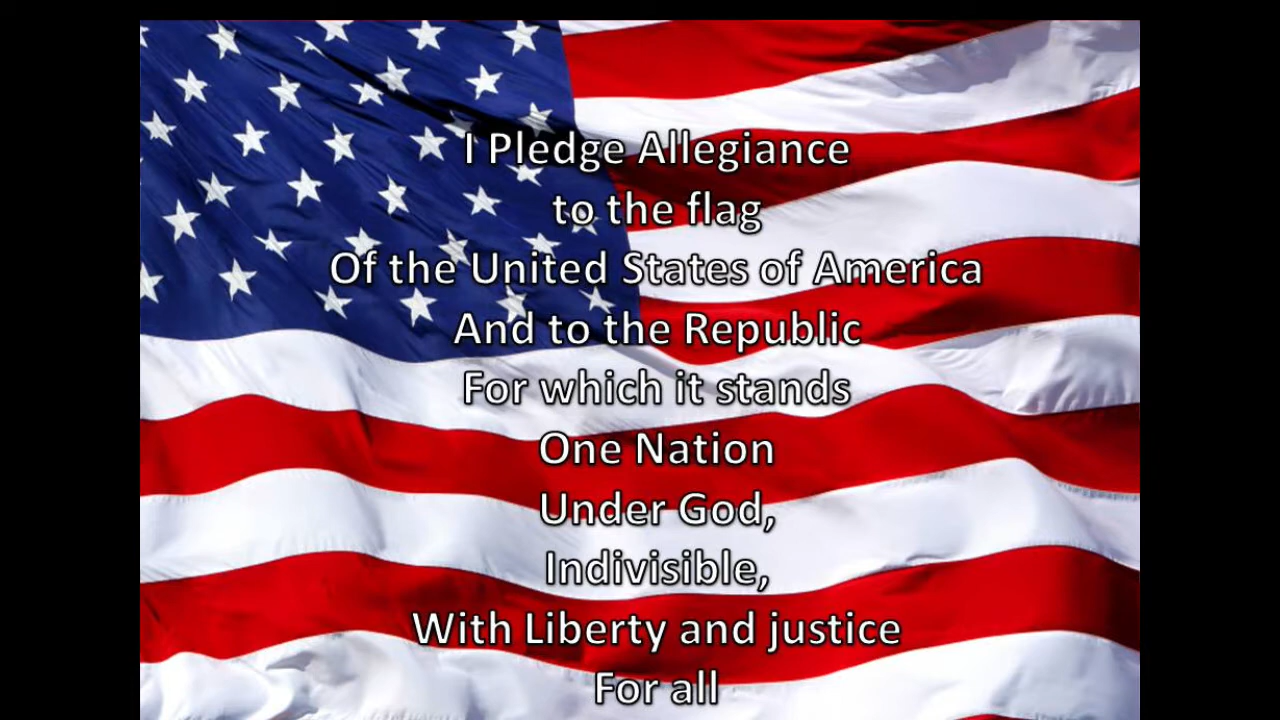 I Pledge Allegiance
to the flag
Of the United States of America
And to the Republic
For which it stands
One Nation
Under God,
Indivisible,
With Liberty and justice
For all